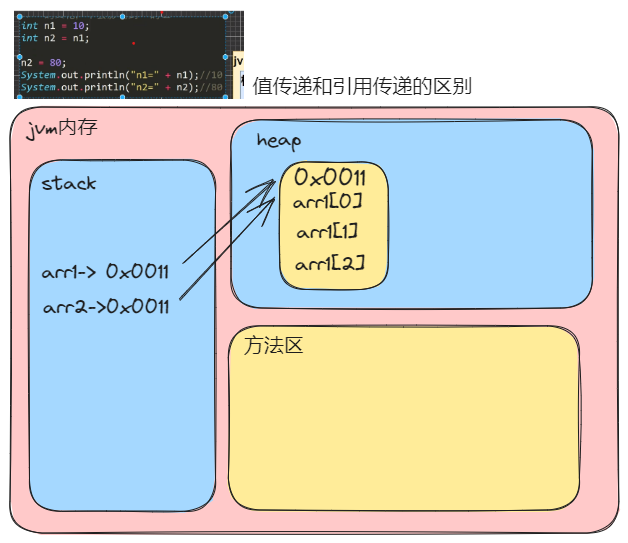 int n1 = 10;
int n2 = n1;
n2 = 80;
System.out.println("n1=" + n1);//10
System.out.println("n2=" + n2);//80
jv
值传递和引用传递的区别
jvm内存
stack
arr1-> 0x0011
arr2->0x0011
heap
0x0011
arr1[0]
arr1[1]
arr1[2]
方法区